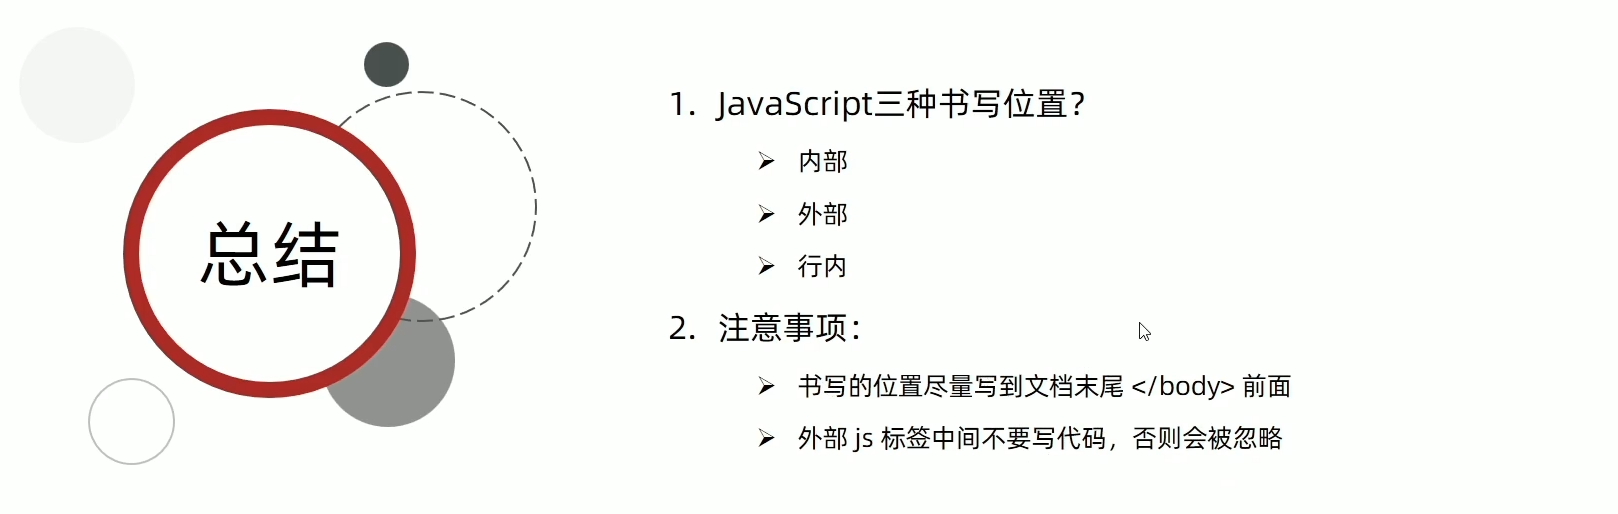 总结
1. JavaScript三种书写位置？
➢ 内部
➢ 外部
➢ 行内
2. 注意事项：
➢ 书写的位置尽量写到文档末尾 </body> 前面
➢ 外部 js 标签中间不要写代码，否则会被忽略